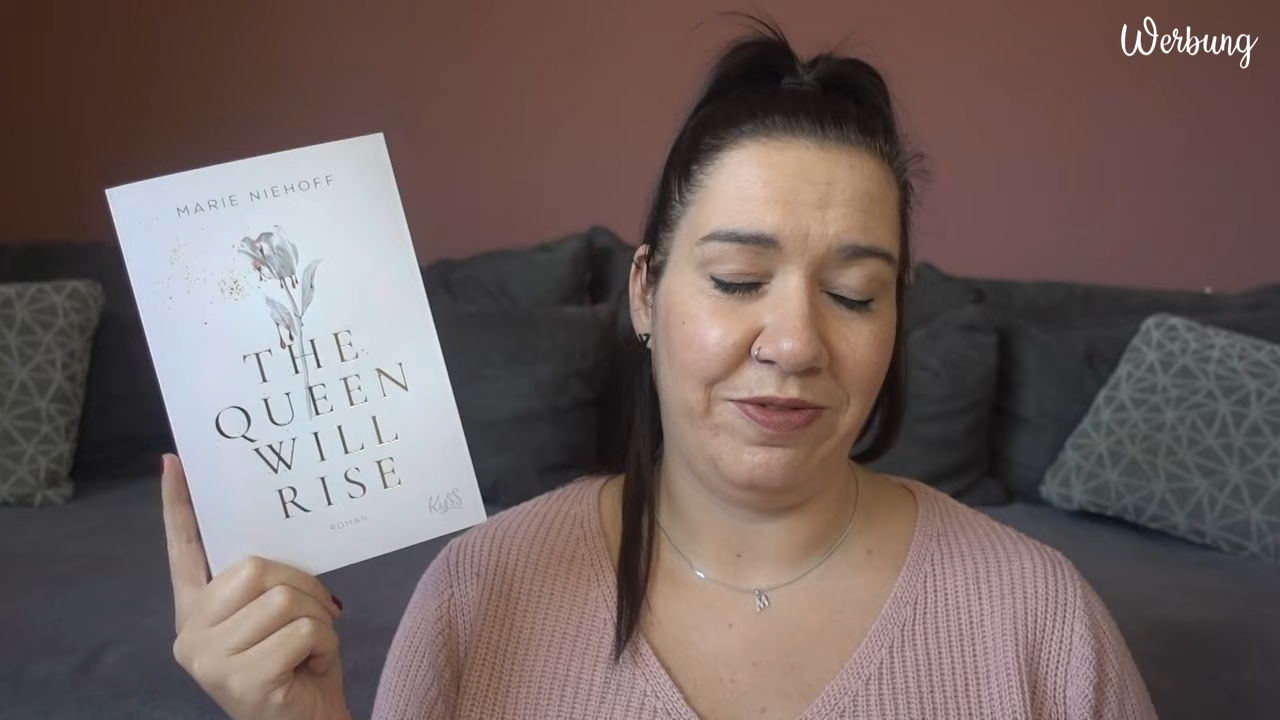 Werbung
MARIE NIEHOFF
THE
QUEEN
WILL
RISE
ROMAN
KYSS